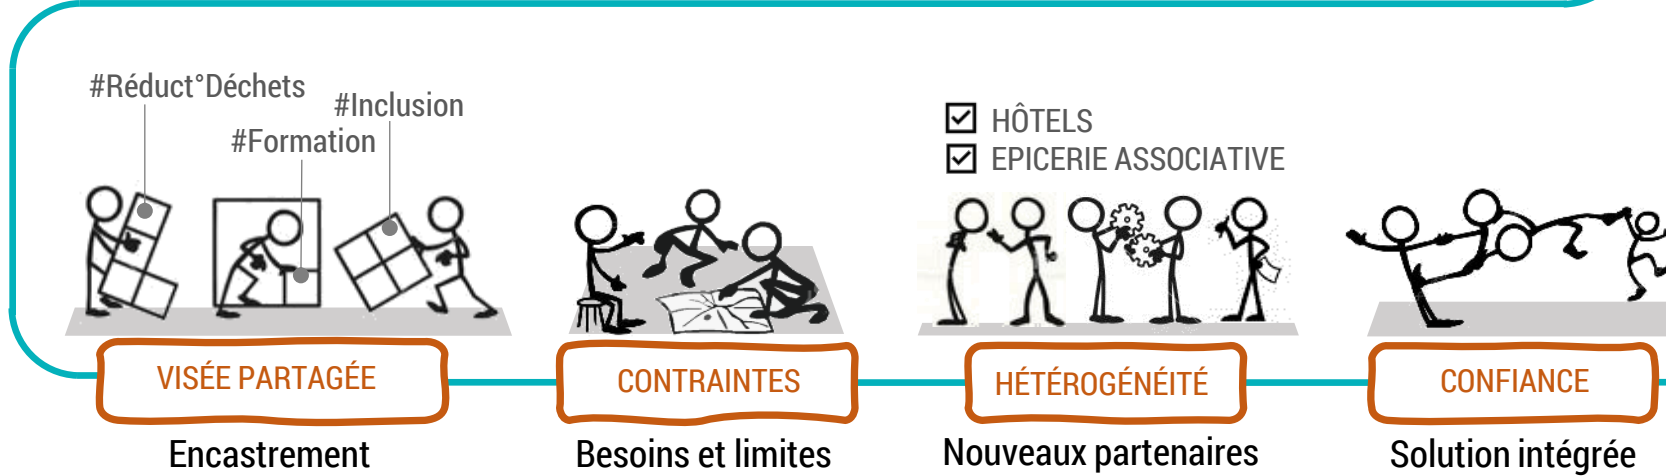 #Réduct°Déchets
#Inclusion
#Formation
HÔTELS
EPICERIE ASSOCIATIVE
VISÉE PARTAGÉE
CONTRAINTES
HÉTÉROGÉNÉITÉ
CONFIANCE
Encastrement
Besoins et limites
Nouveaux partenaires
Solution intégrée